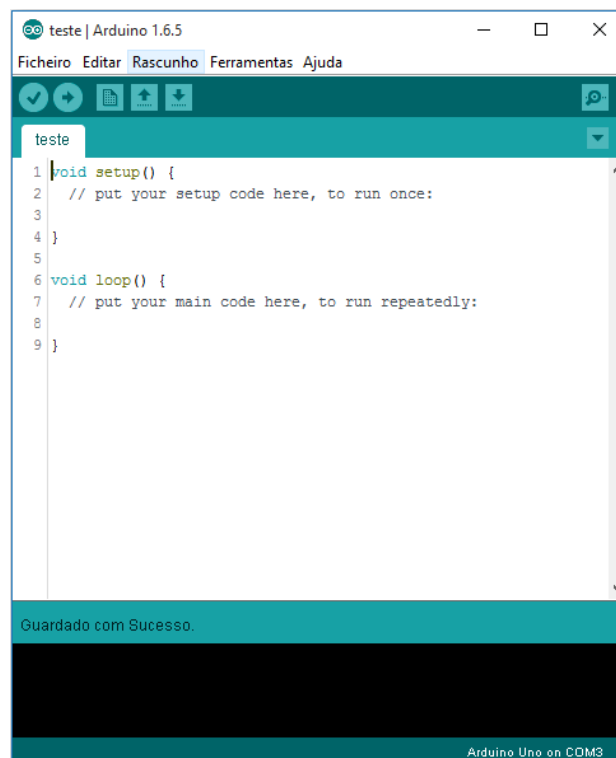 teste | Arduino 1.6.5
Ficheiro Editar Rascunho Ferramentas Ajuda
teste
1 void setup() {
2 // put your setup code here, to run once:
3
4 }
5
6 void loop() {
7 // put your main code here, to run repeatedly:
8
9 }
Guardado com Sucesso.
Arduino Uno on COM3